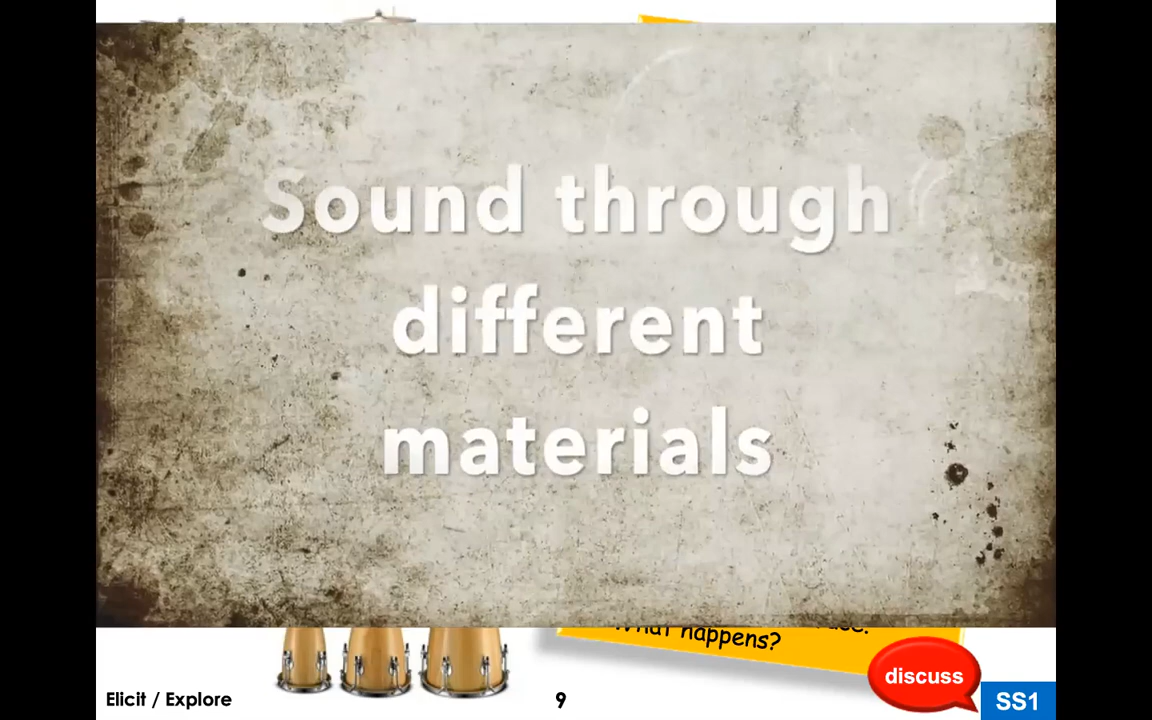 Sound through
different
materials
What happens?
discuss
Elicit / Explore
9
SS1